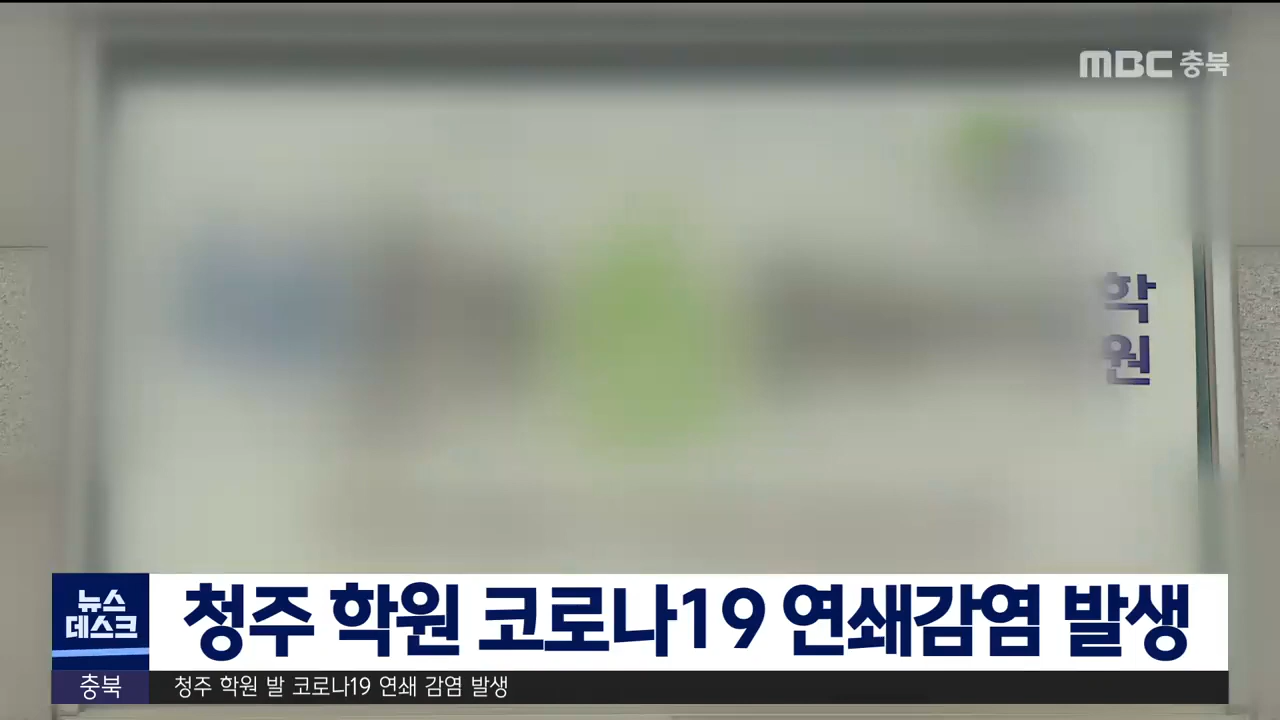 MBC 충북
학
원
뉴스
데스크
청주 학원 코로나19 연쇄감염 발생
충북
청주 학원 발 코로나19 연쇄 감염 발생